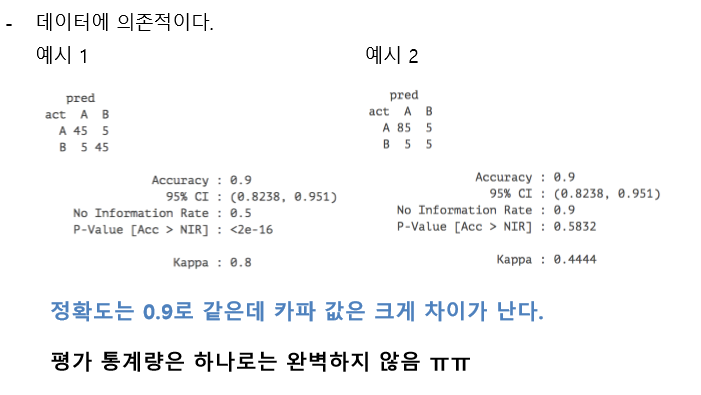 - 데이터에 의존적이다.
예시 1
pred
act A B
A 45 5
B 5 45
Accuracy : 0.9
95% CI : (0.8238, 0.951)
No Information Rate : 0.5
P-Value [Acc > NIR] : <2e-16
Kappa : 0.8
예시 2
pred
act A B
A 85 5
B 5 5
Accuracy : 0.9
95% CI : (0.8238, 0.951)
No Information Rate : 0.9
P-Value [Acc > NIR] : 0.5832
Kappa : 0.4444
정확도는 0.9로 같은데 카파 값은 크게 차이가 난다.
평가 통계량은 하나로는 완벽하지 않음 ㅠㅠ